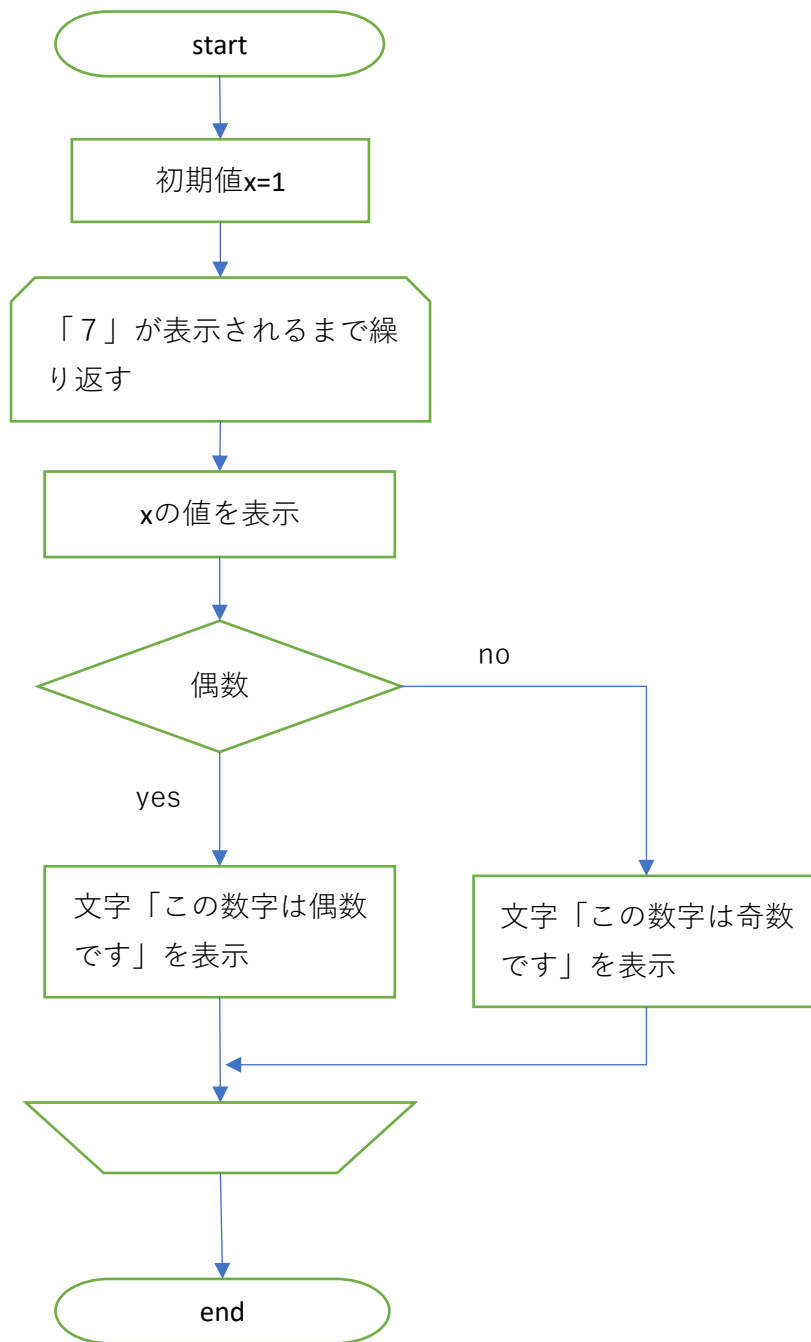 start
初期値x=1
「７」が表示されるまで繰
り返す
xの値を表示
偶数
no
yes
文字「この数字は偶数
です」を表示
文字「この数字は奇数
です」を表示
end